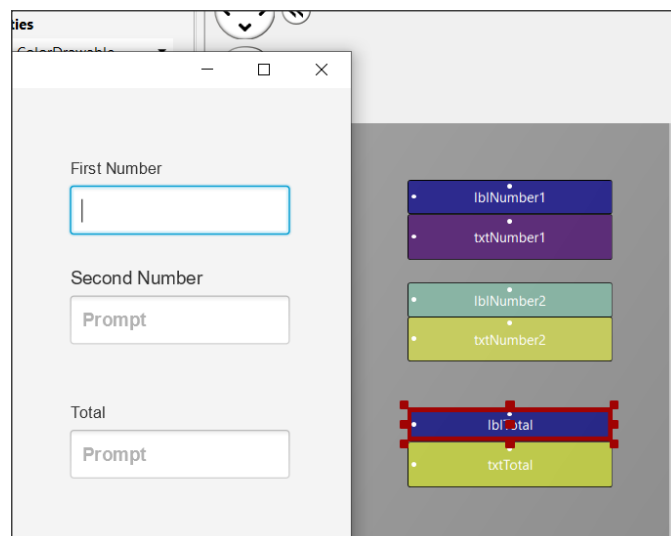 ties
ColorDrawable
First Number
Second Number
Prompt
Total
Prompt
lblNumber1
txtNumber1
lblNumber2
txtNumber2
lblTotal
txtTotal